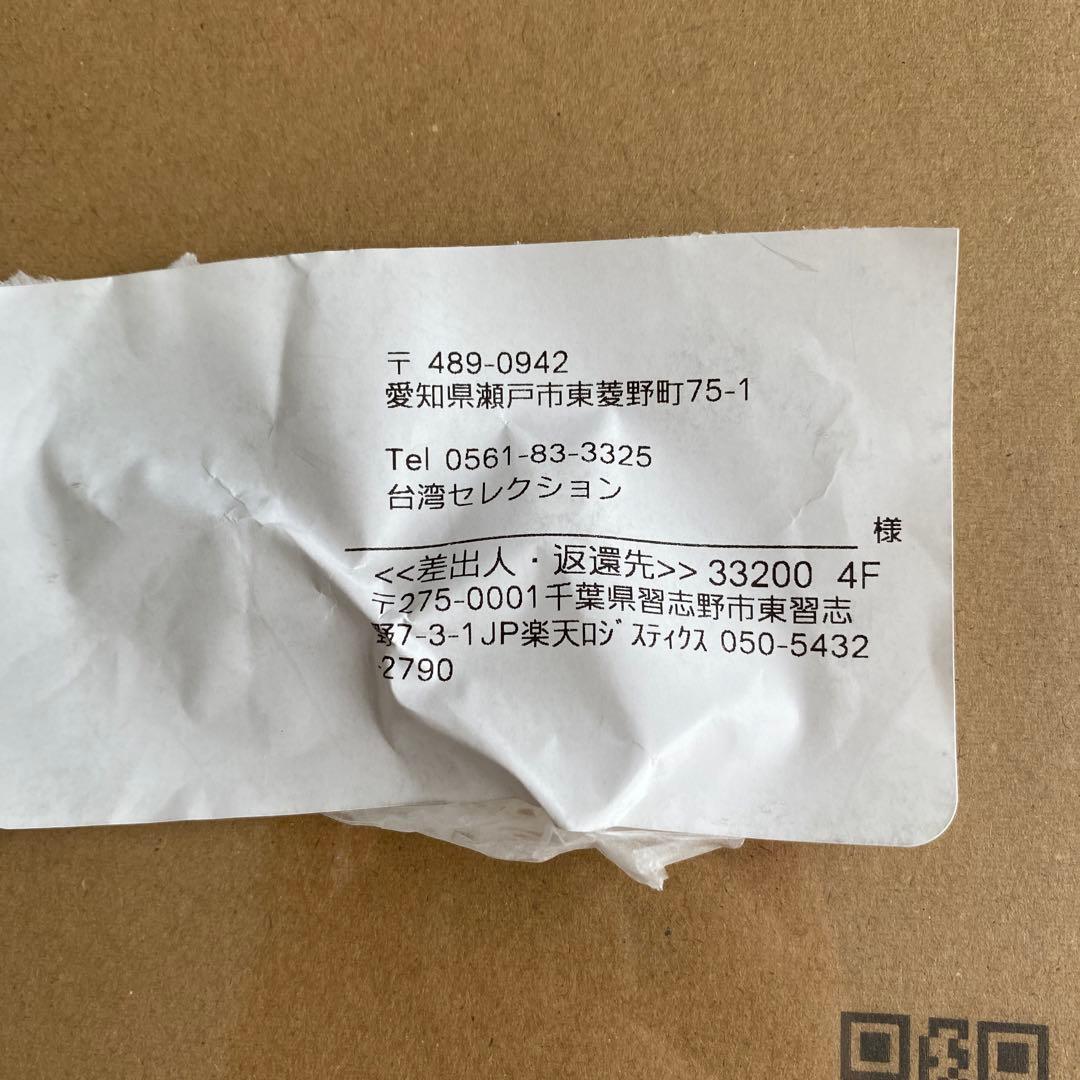 〒 489-0942
愛知県瀬戸市東菱野町75-1
Tel 0561-83-3325
台湾セレクション
様
<<差出人・返還先>> 33200 4F
〒275-0001千葉県習志野市東習志
野7-3-1JP楽天ﾛｼﾞｽﾃｨｸｽ 050-5432
-2790